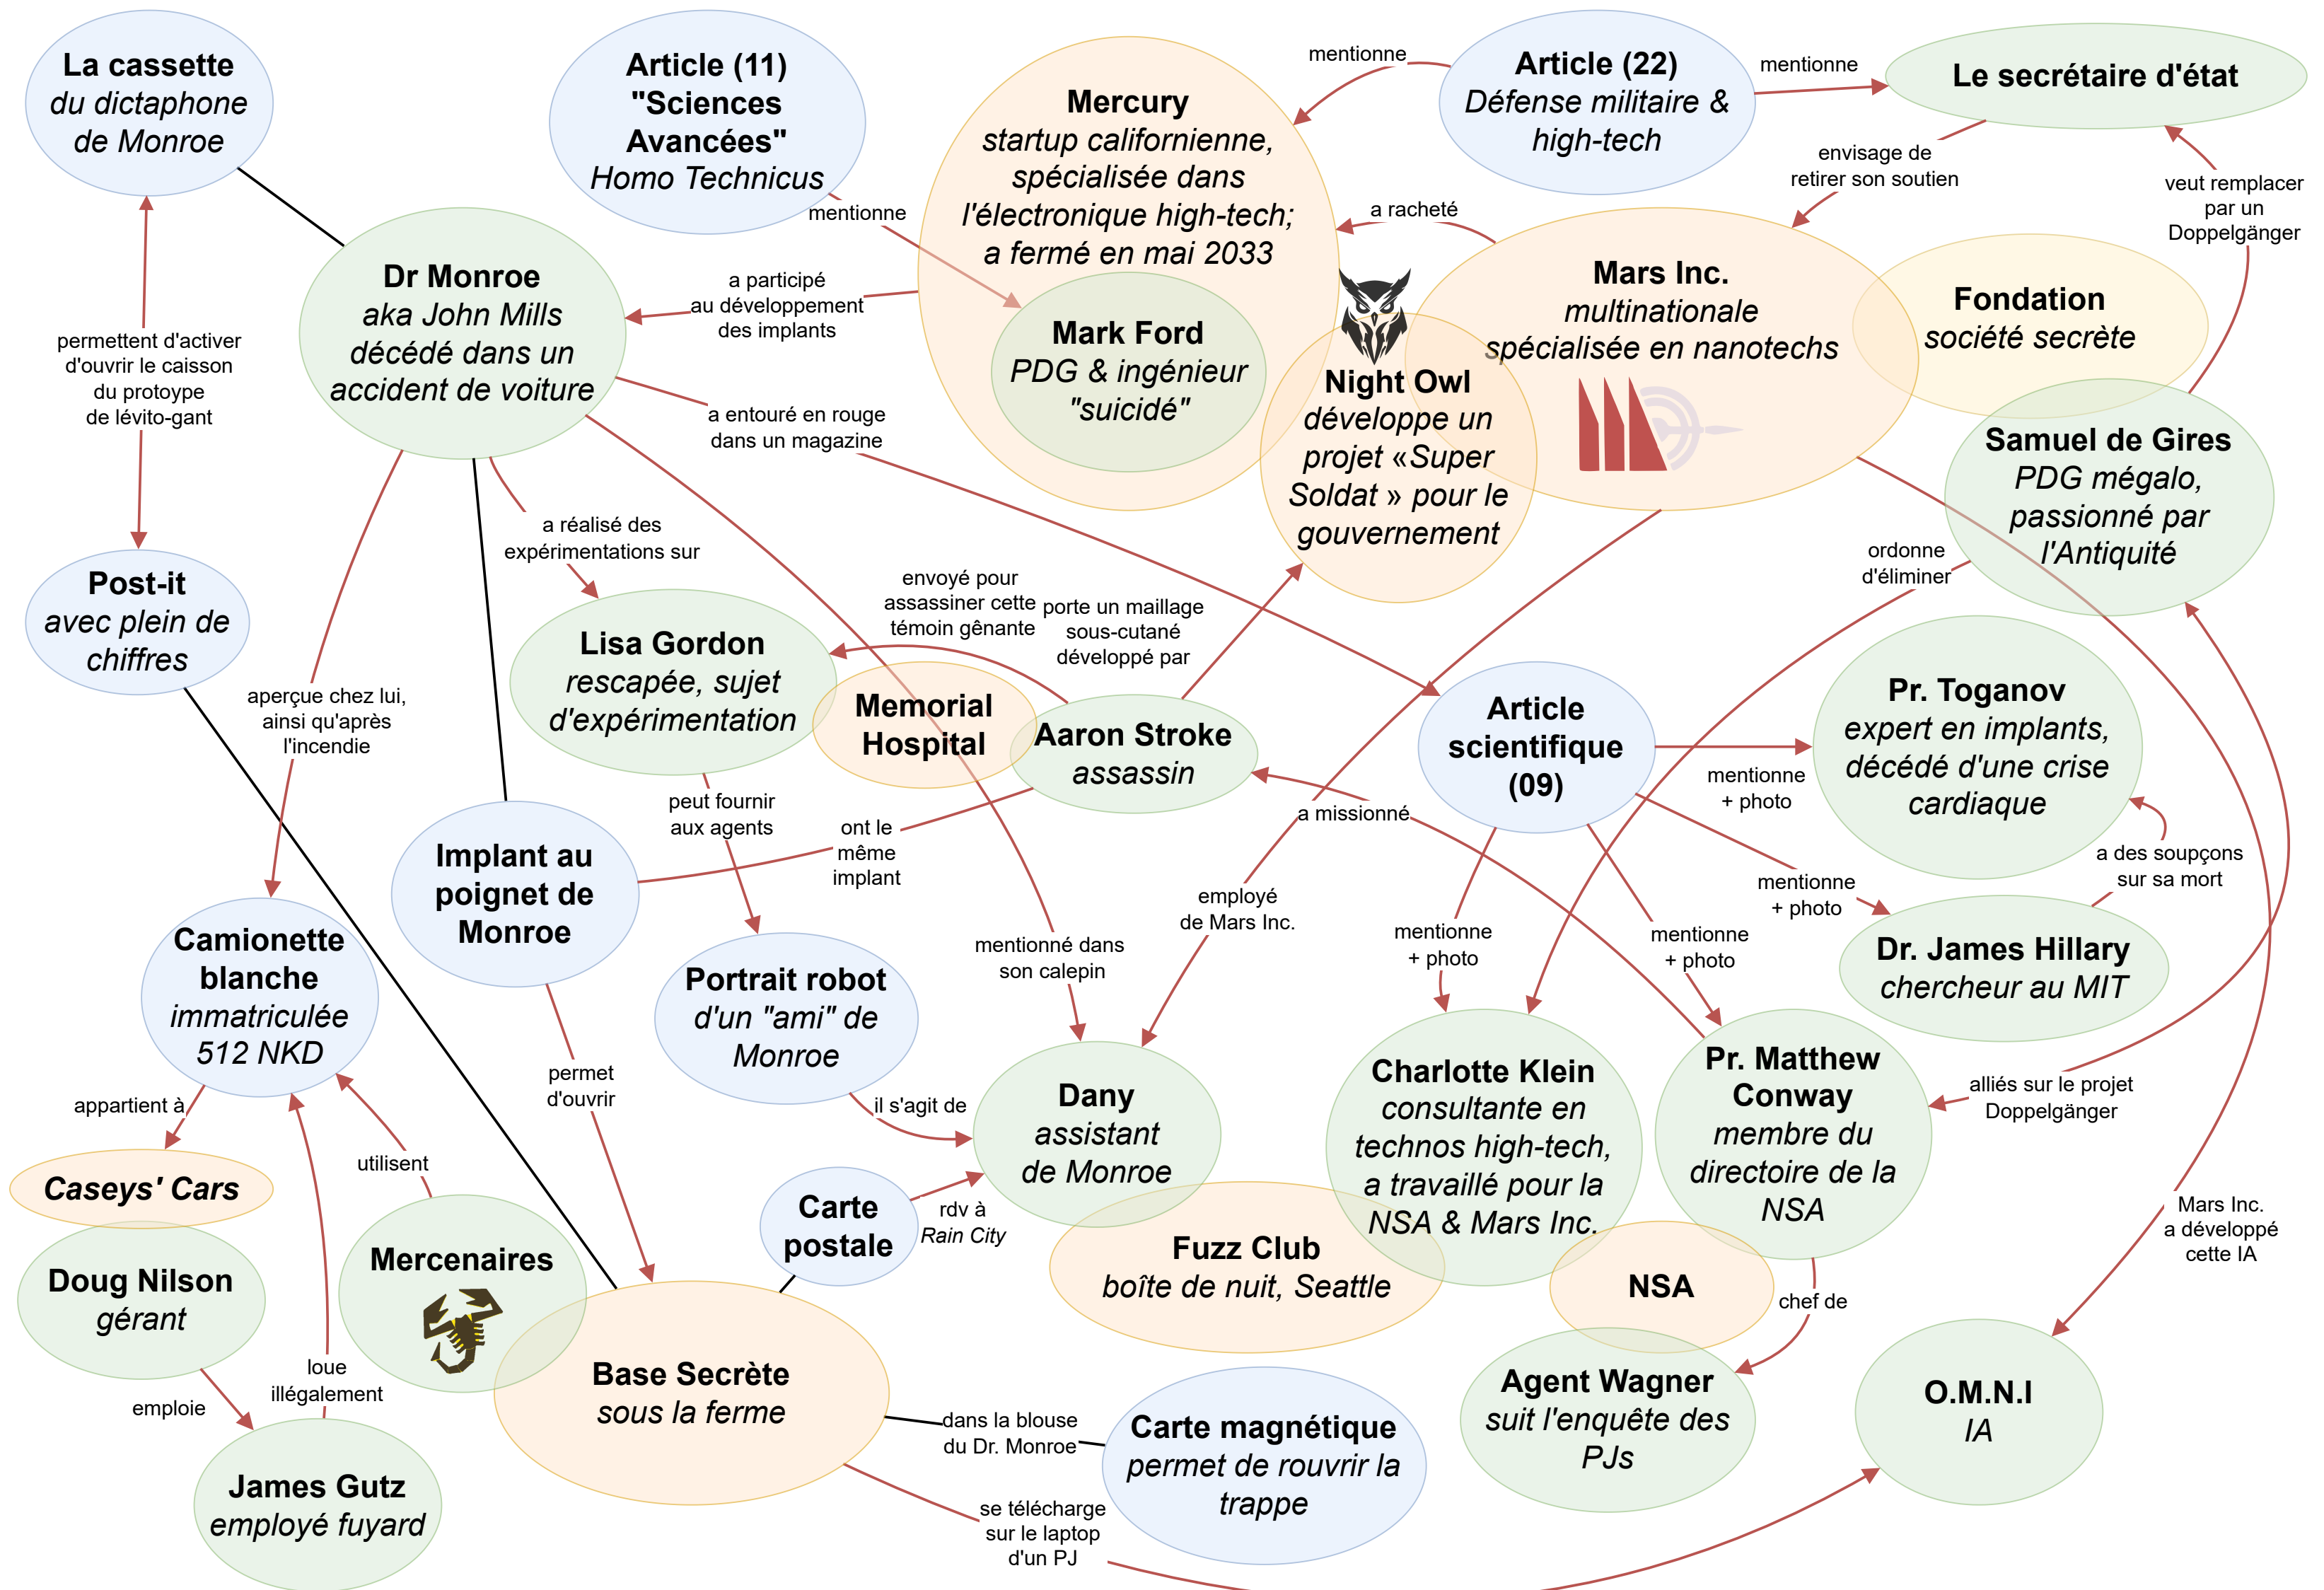 La cassette
du dictaphone
de Monroe
Article (11)
"Sciences
Avancées"
Homo Technicus
Mercury
startup californienne,
spécialisée dans
l'électronique high-tech;
a fermé en mai 2033
mentionne
Article (22)
Défense militaire &
high-tech
mentionne
Le secrétaire d'état
envisage de
retirer son soutien
veut remplacer
par un
Doppelgänger
mentionne
a racheté
Dr Monroe
aka John Mills
décédé dans un
accident de voiture
a participé
au développement
des implants
Mark Ford
PDG & ingénieur
"suicidé"
Mars Inc.
multinationale
spécialisée en nanotechs
Fondation
société secrète
permettent d'activer
d'ouvrir le caisson
du protoype
de lévito-gant
a entouré en rouge
dans un magazine
Night Owl
développe un
projet «Super
Soldat » pour le
gouvernement
Samuel de Gires
PDG mégalo,
passionné par
l'Antiquité
a réalisé des
expérimentations sur
ordonne
d'éliminer
Post-it
avec plein de
chiffres
envoyé pour
assassiner cette
témoin gênante
porte un maillage
sous-cutané
développé par
Lisa Gordon
rescapée, sujet
d'expérimentation
Memorial
Hospital
Aaron Stroke
assassin
Article
scientifique
(09)
Pr. Toganov
expert en implants,
décédé d'une crise
cardiaque
aperçue chez lui,
ainsi qu'après
l'incendie
mentionne
+ photo
peut fournir
aux agents
ont le
même
implant
a missionné
a des soupçons
sur sa mort
Implant au
poignet de
Monroe
employé
de Mars Inc.
mentionne
+ photo
mentionné dans
son calepin
mentionne
+ photo
mentionne
+ photo
Dr. James Hillary
chercheur au MIT
Camionette
blanche
immatriculée
512 NKD
Portrait robot
d'un "ami" de
Monroe
permet
d'ouvrir
Dany
assistant
de Monroe
Charlotte Klein
consultante en
technos high-tech,
a travaillé pour la
NSA & Mars Inc.
Pr. Matthew
Conway
membre du
directoire de la
NSA
alliés sur le projet
Doppelgänger
appartient à
il s'agit de
utilisent
Caseys' Cars
Carte
postale
rdv à
Rain City
Mars Inc.
a développé
cette IA
Doug Nilson
gérant
Mercenaires
Fuzz Club
boîte de nuit, Seattle
NSA
chef de
loue
illégalement
emploie
Base Secrète
sous la ferme
dans la blouse
du Dr. Monroe
Carte magnétique
permet de rouvrir la
trappe
Agent Wagner
suit l'enquête des
PJs
O.M.N.I
IA
James Gutz
employé fuyard
se télécharge
sur le laptop
d'un PJ